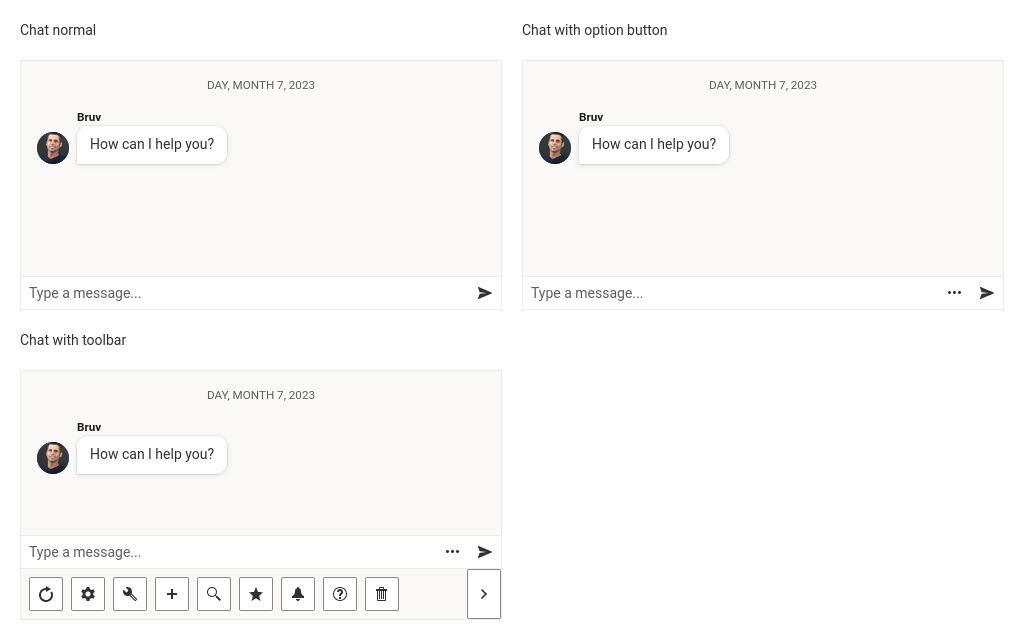 Chat normal
DAY, MONTH 7, 2023
Bruv
How can I help you?
Type a message...
Chat with option button
DAY, MONTH 7, 2023
Bruv
How can I help you?
Type a message...
Chat with toolbar
DAY, MONTH 7, 2023
Bruv
How can I help you?
Type a message...